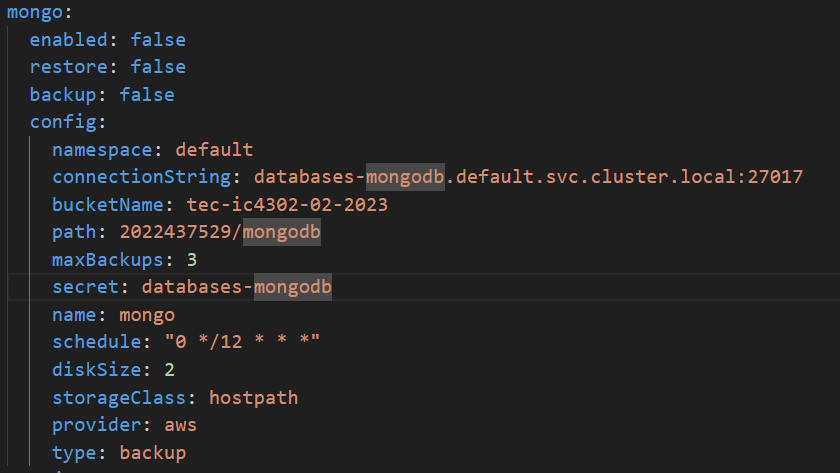 mongo:
  enabled: false
  restore: false
  backup: false
  config:
    namespace: default
    connectionString: databases-mongodb.default.svc.cluster.local:27017
    bucketName: tec-ic4302-02-2023
    path: 2022437529/mongodb
    maxBackups: 3
    secret: databases-mongodb
    name: mongo
    schedule: "0 */12 * * *"
    diskSize: 2
    storageClass: hostpath
    provider: aws
    type: backup